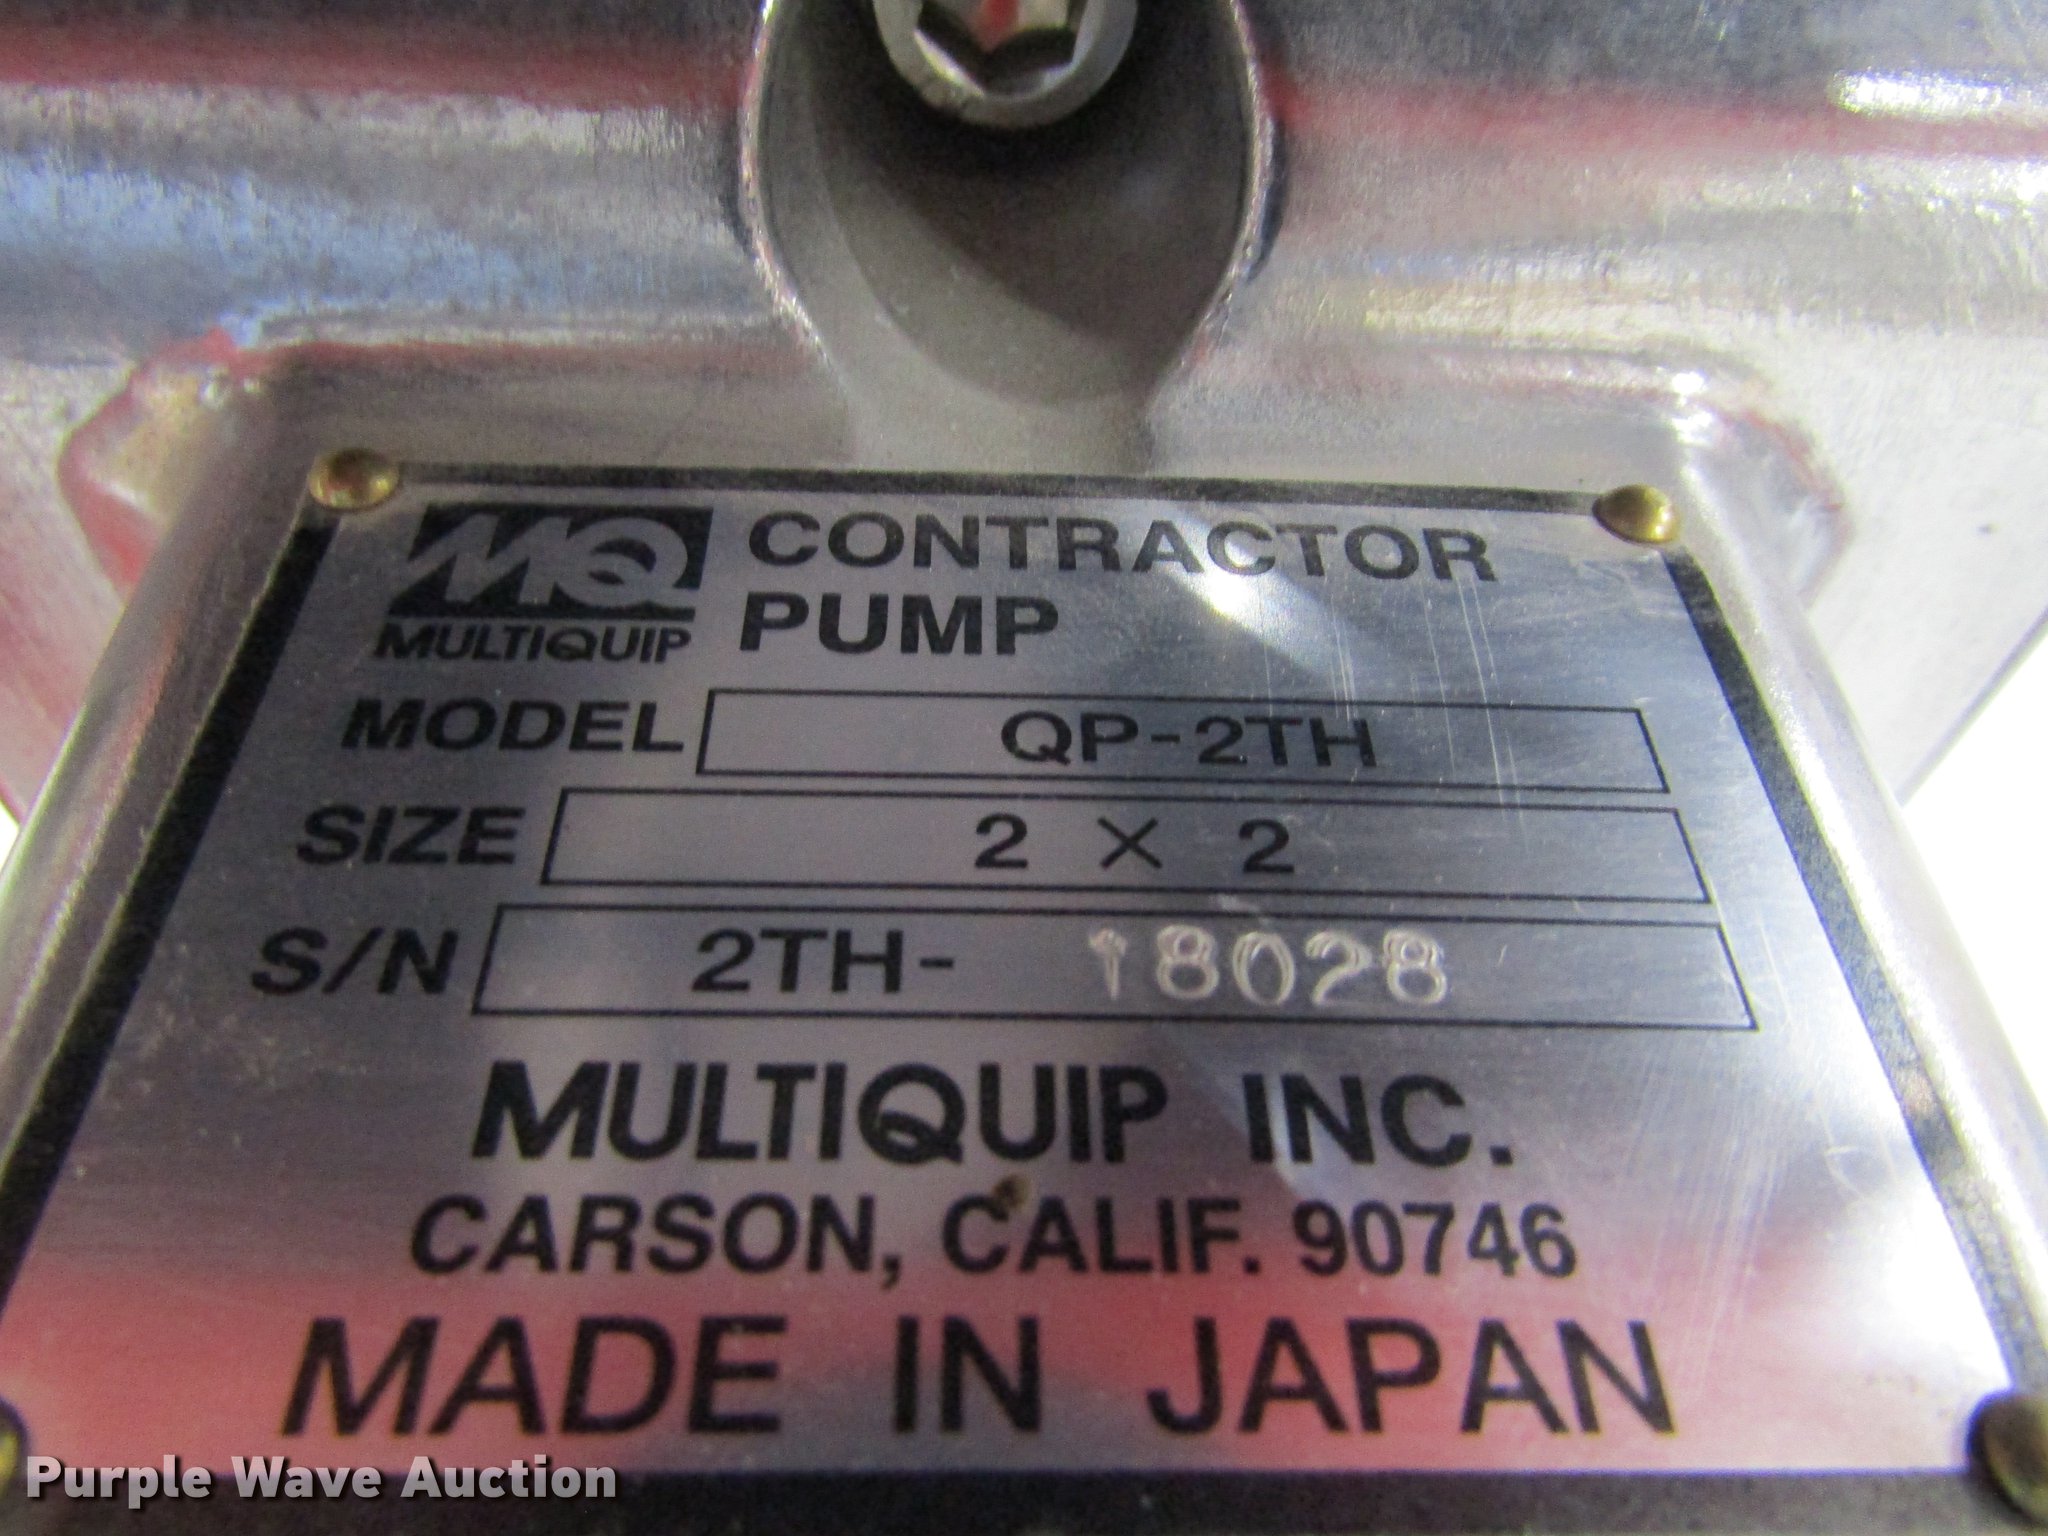 MQ CONTRACTOR
MULTIQUIP PUMP
MODEL QP-2TH
SIZE 2 X 2
S/N 2TH- 18028
MULTIQUIP INC.
CARSON, CALIF. 90746
MADE IN JAPAN
Purple Wave Auction